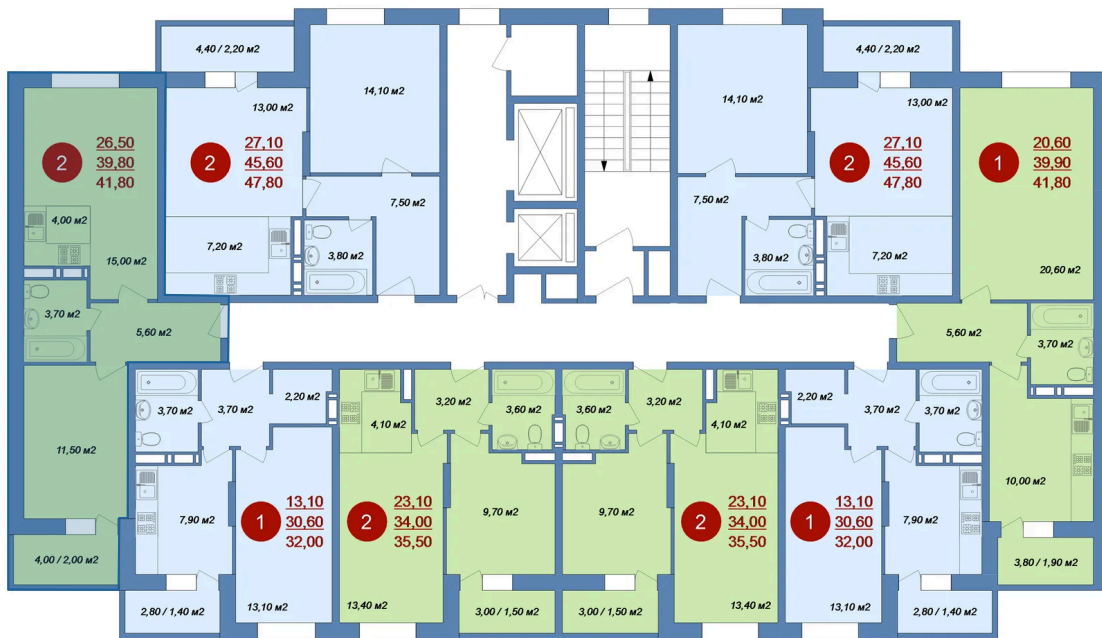 4,40 / 2,20 м2
14,10 м2
13,00 м2
2
27,10
45,60
47,80
7,50 м2
7,20 м2
3,80 м2
2
26,50
39,80
41,80
4,00 м2
15,00 м2
3,70 м2
5,60 м2
11,50 м2
4,00 / 2,00 м2
14,10 м2
4,40 / 2,20 м2
13,00 м2
2
27,10
45,60
47,80
7,50 м2
3,80 м2
7,20 м2
1
20,60
39,90
41,80
20,60 м2
5,60 м2
3,70 м2
10,00 м2
3,80 / 1,90 м2
3,70 м2
3,70 м2
2,20 м2
7,90 м2
1
13,10
30,60
32,00
2,80 / 1,40 м2
13,10 м2
4,10 м2
3,20 м2
3,60 м2
2
23,10
34,00
35,50
9,70 м2
13,40 м2
3,00 / 1,50 м2
3,60 м2
3,20 м2
4,10 м2
9,70 м2
2
23,10
34,00
35,50
3,00 / 1,50 м2
13,40 м2
2,20 м2
3,70 м2
3,70 м2
1
13,10
30,60
32,00
7,90 м2
13,10 м2
2,80 / 1,40 м2